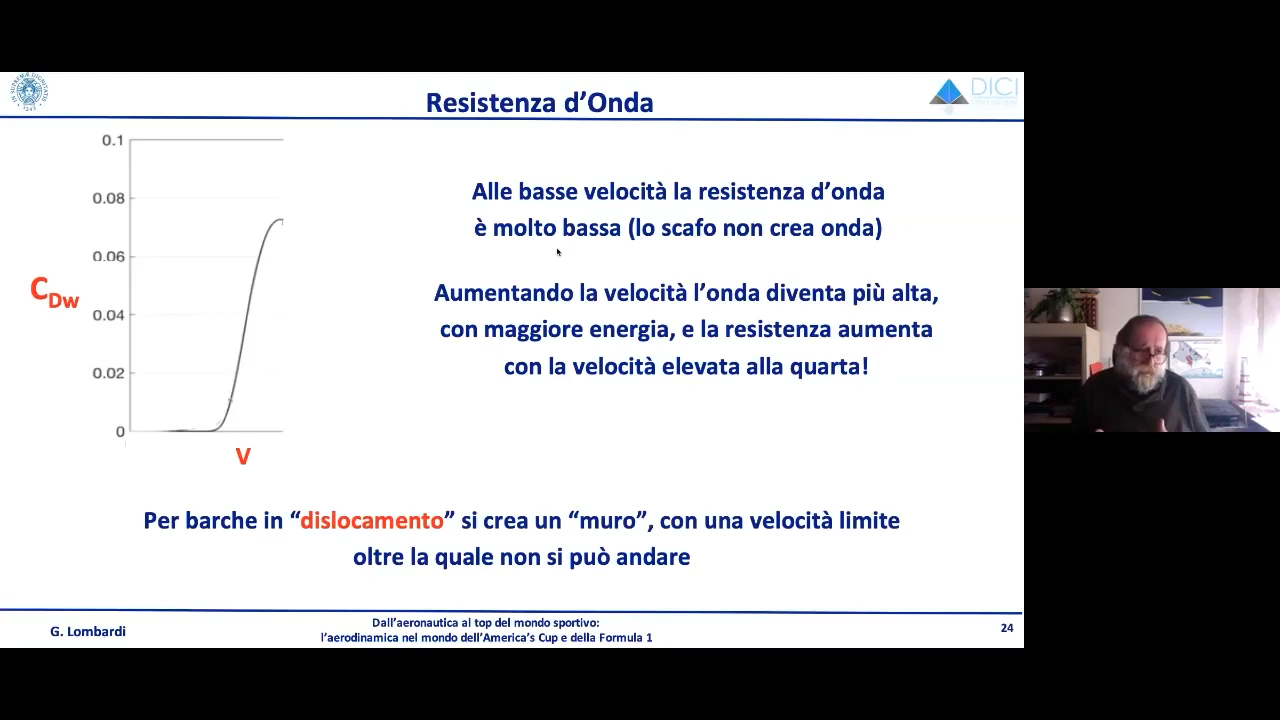 Resistenza d’Onda
DICI
0.1
0.08
0.06
0.04
0.02
0
C_Dw
V
Alle basse velocità la resistenza d’onda
è molto bassa (lo scafo non crea onda)
Aumentando la velocità l’onda diventa più alta,
con maggiore energia, e la resistenza aumenta
con la velocità elevata alla quarta!
Per barche in “dislocamento” si crea un “muro”, con una velocità limite
oltre la quale non si può andare
G. Lombardi
Dall’aeronautica al top del mondo sportivo:
l’aerodinamica nel mondo dell’America’s Cup e della Formula 1
24